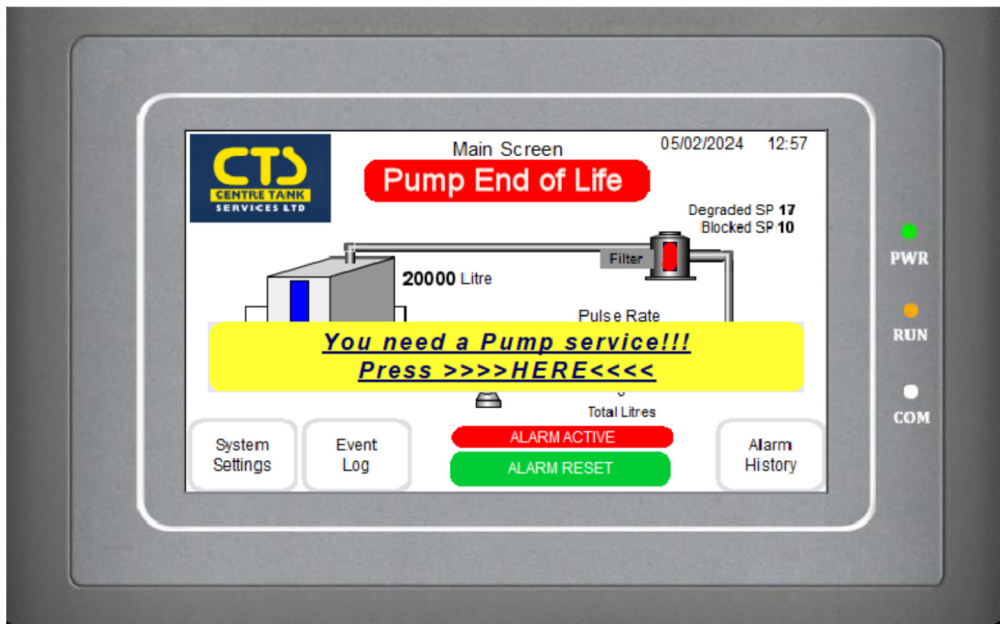 CTS
CENTRE TANK
SERVICES LTD
Main Screen
05/02/2024 12:57
Pump End of Life
Degraded SP 17
Blocked SP 10
Filter
20000 Litre
Pulse Rate
You need a Pump service!!!
Press >>>>HERE<<<<
Total Litres
System
Settings
Event
Log
ALARM ACTIVE
ALARM RESET
Alarm
History
PWR
RUN
COM